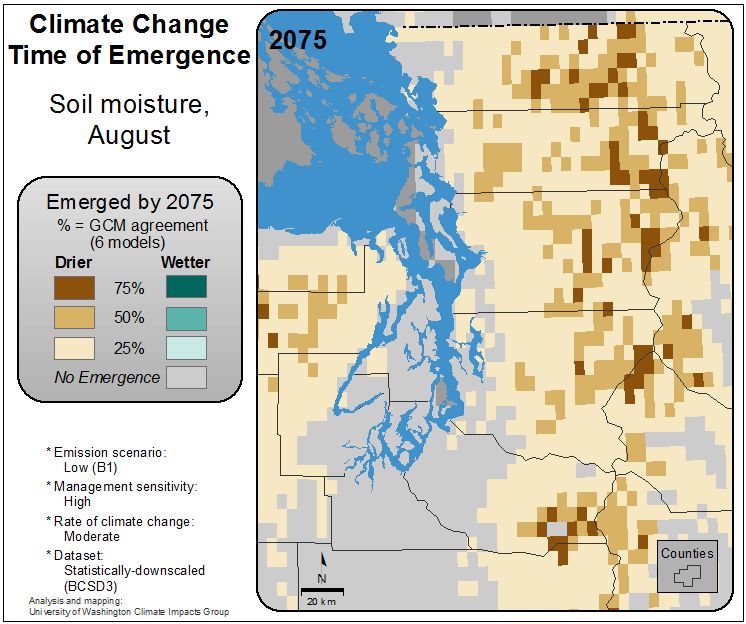 Climate Change
Time of Emergence
Soil moisture,
August
Emerged by 2075
% = GCM agreement
(6 models)
Drier Wetter
75%
50%
25%
No Emergence
* Emission scenario:
Low (B1)
* Management sensitivity:
High
* Rate of climate change:
Moderate
* Dataset:
Statistically-downscaled
(BCSD3)
Analysis and mapping:
University of Washington Climate Impacts Group
2075
N
20 km
Counties